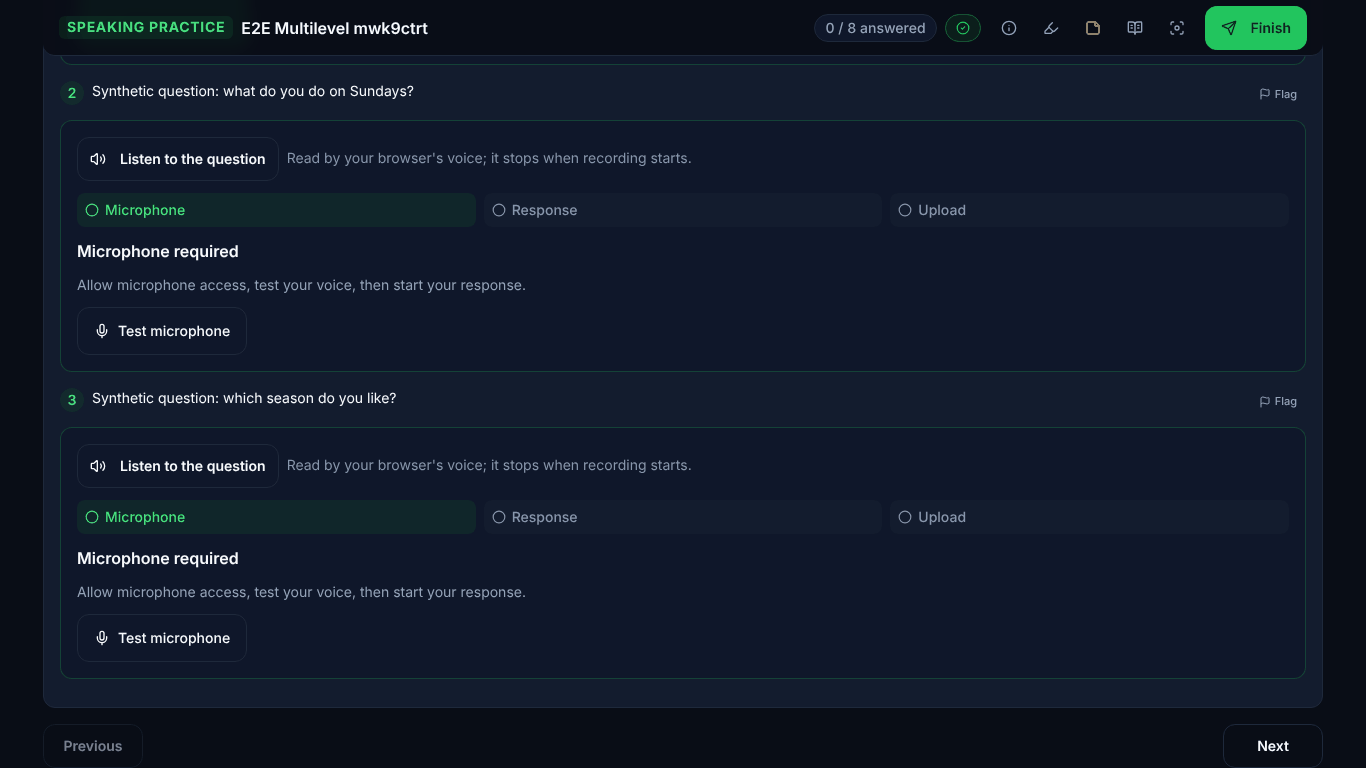 SPEAKING PRACTICE E2E Multilevel mwk9ctrt 0 / 8 answered Finish
2 Synthetic question: what do you do on Sundays? Flag
Listen to the question Read by your browser's voice; it stops when recording starts.
Microphone Response Upload
Microphone required
Allow microphone access, test your voice, then start your response.
Test microphone
3 Synthetic question: which season do you like? Flag
Listen to the question Read by your browser's voice; it stops when recording starts.
Microphone Response Upload
Microphone required
Allow microphone access, test your voice, then start your response.
Test microphone
Previous Next